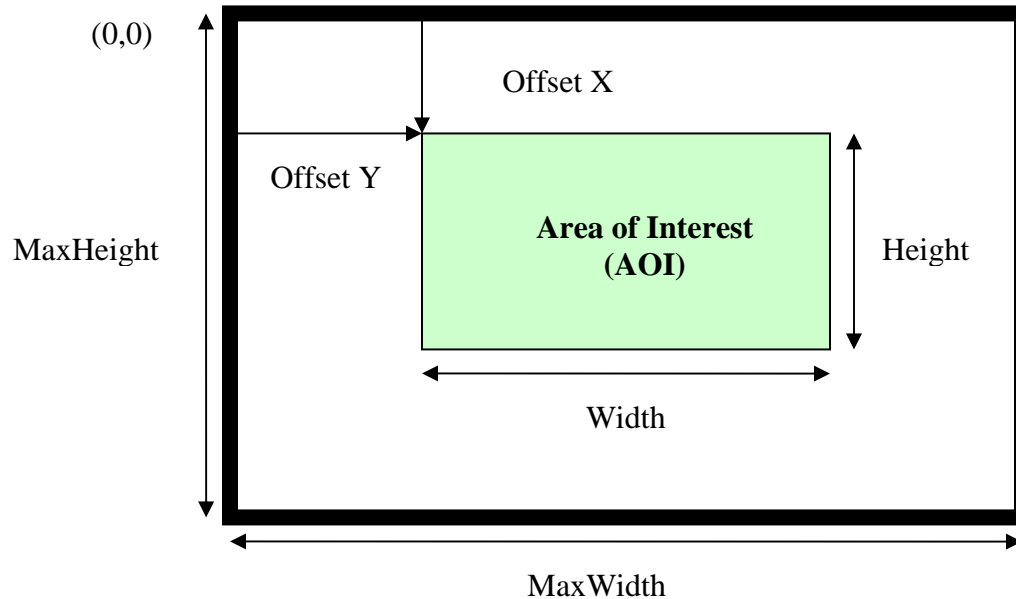 (0,0)
Offset X
Offset Y
Area of Interest
(AOI)
MaxHeight
Height
Width
MaxWidth